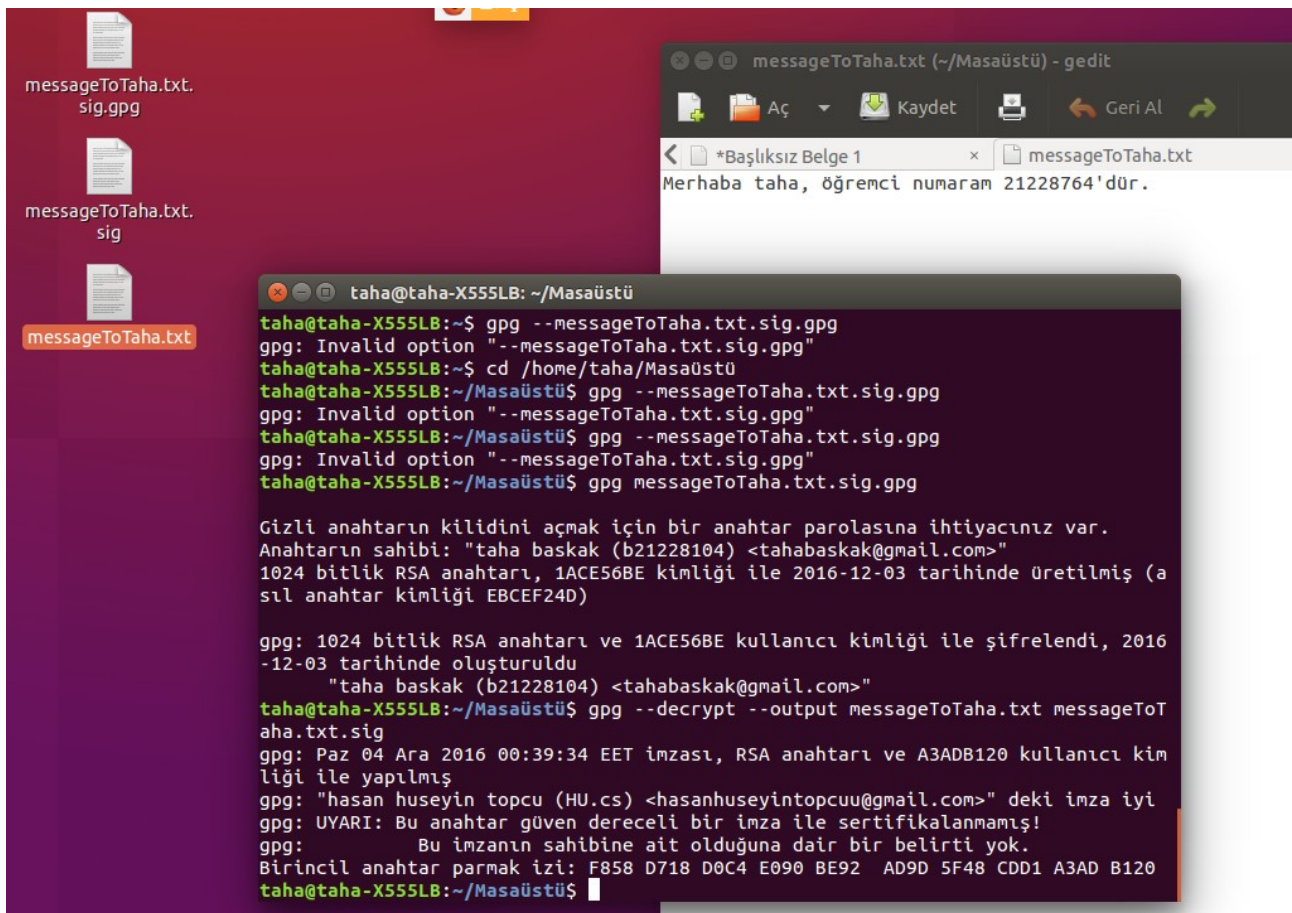 messageToTaha.txt.
sig.gpg
messageToTaha.txt.
sig
messageToTaha.txt
messageToTaha.txt (~/Masaüstü) - gedit
Aç Kaydet Geri Al
*Başlıksız Belge 1 × messageToTaha.txt
Merhaba taha, öğremci numaram 21228764'dür.
taha@taha-X555LB: ~/Masaüstü
taha@taha-X555LB:~$ gpg --messageToTaha.txt.sig.gpg
gpg: Invalid option "--messageToTaha.txt.sig.gpg"
taha@taha-X555LB:~$ cd /home/taha/Masaüstü
taha@taha-X555LB:~/Masaüstü$ gpg --messageToTaha.txt.sig.gpg
gpg: Invalid option "--messageToTaha.txt.sig.gpg"
taha@taha-X555LB:~/Masaüstü$ gpg --messageToTaha.txt.sig.gpg
gpg: Invalid option "--messageToTaha.txt.sig.gpg"
taha@taha-X555LB:~/Masaüstü$ gpg messageToTaha.txt.sig.gpg
Gizli anahtarın kilidini açmak için bir anahtar parolasına ihtiyacınız var.
Anahtarın sahibi: "taha baskak (b21228104) <tahabaskak@gmail.com>"
1024 bitlik RSA anahtarı, 1ACE56BE kimliği ile 2016-12-03 tarihinde üretilmiş (a
sıl anahtar kimliği EBCEF24D)
gpg: 1024 bitlik RSA anahtarı ve 1ACE56BE kullanıcı kimliği ile şifrelendi, 2016
-12-03 tarihinde oluşturuldu
"taha baskak (b21228104) <tahabaskak@gmail.com>"
taha@taha-X555LB:~/Masaüstü$ gpg --decrypt --output messageToTaha.txt messageToT
aha.txt.sig
gpg: Paz 04 Ara 2016 00:39:34 EET imzası, RSA anahtarı ve A3ADB120 kullanıcı kim
liği ile yapılmış
gpg: "hasan huseyin topcu (HU.cs) <hasanhuseyintopcuu@gmail.com>" deki imza iyi
gpg: UYARI: Bu anahtar güven dereceli bir imza ile sertifikalanmamış!
gpg: Bu imzanın sahibine ait olduğuna dair bir belirti yok.
Birincil anahtar parmak izi: F858 D718 D0C4 E090 BE92 AD9D 5F48 CDD1 A3AD B120
taha@taha-X555LB:~/Masaüstü$